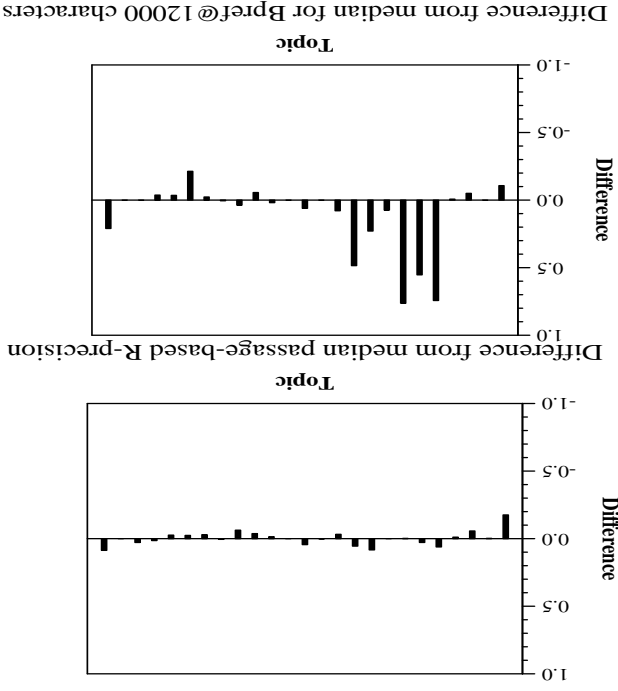 1.0
0.5
0.0
-0.5
-1.0
Difference
Topic
Difference from median passage-based R-precision
1.0
0.5
0.0
-0.5
-1.0
Difference
Topic
Difference from median for Bpref@12000 characters